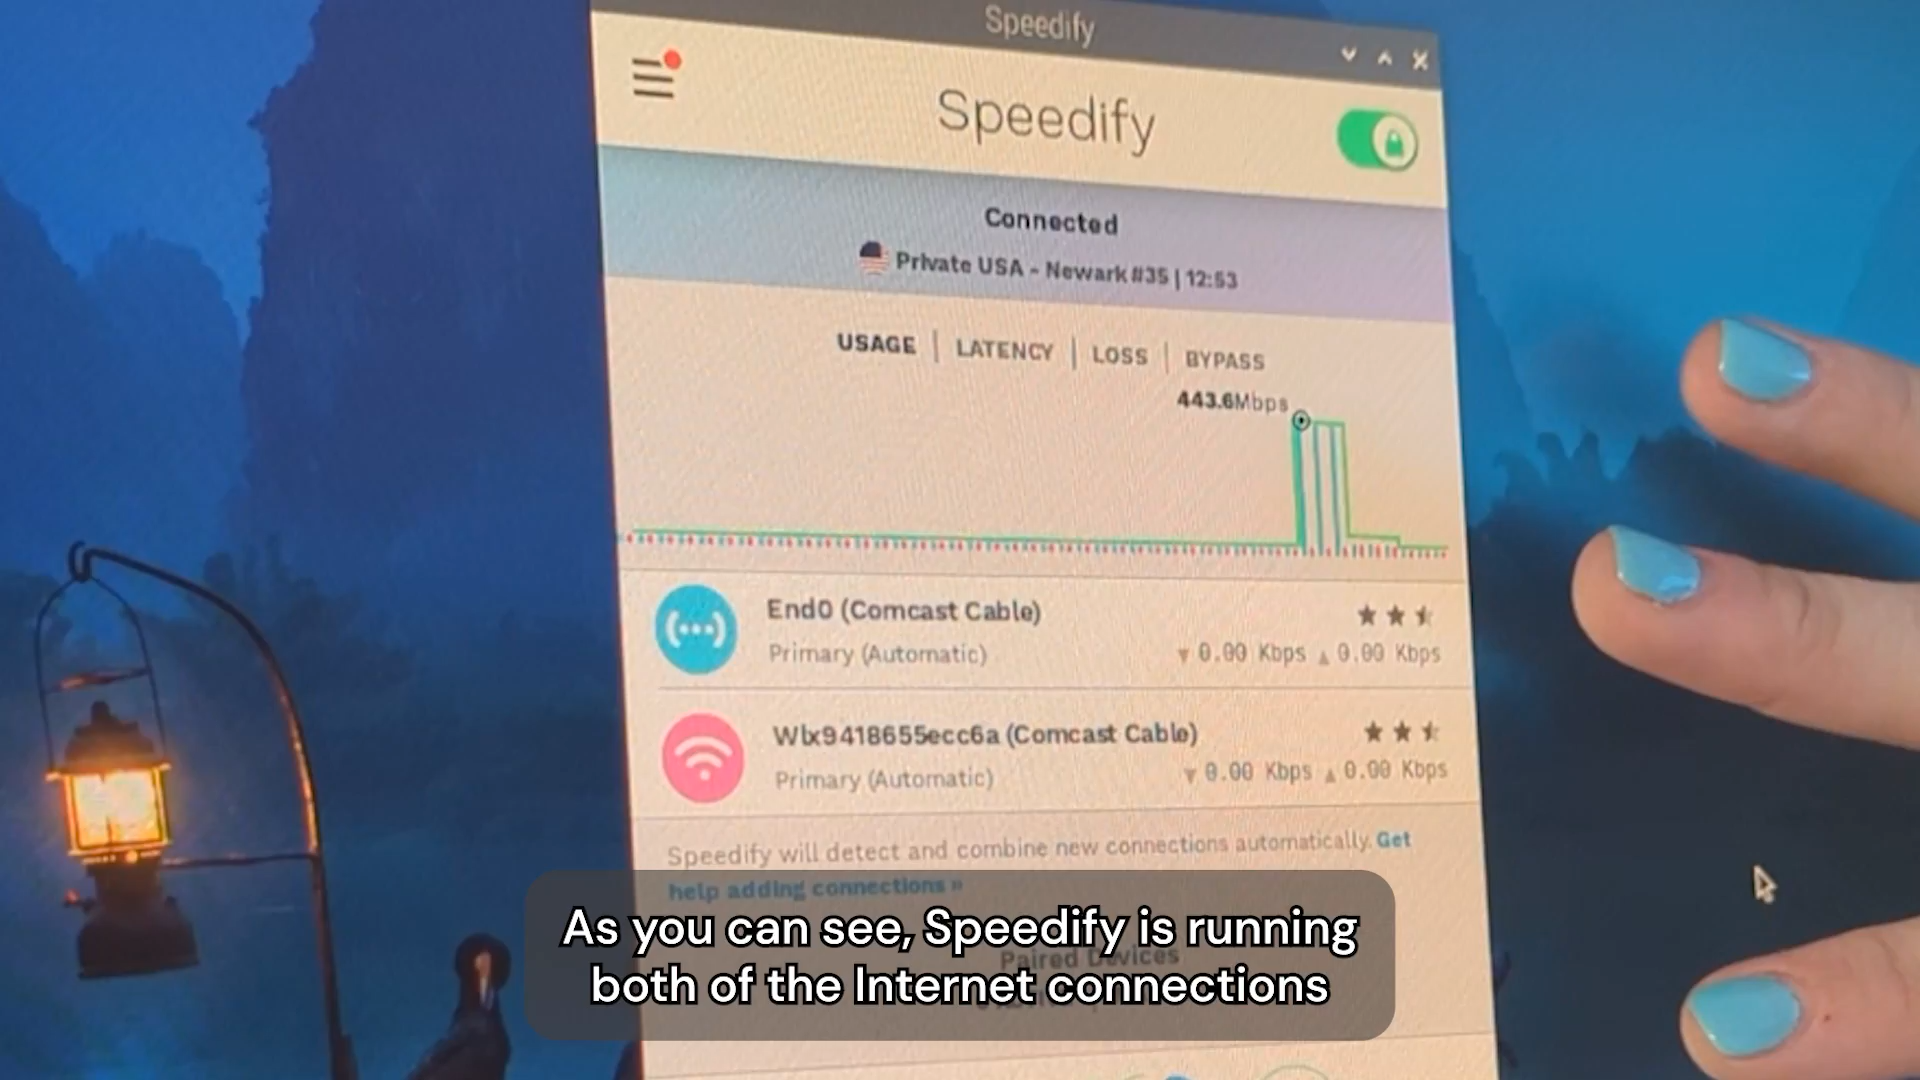 Speedify
Speedify
Connected
Private USA - Newark #35 | 12:53
USAGE | LATENCY | LOSS | BYPASS
443.6Mbps
End0 (Comcast Cable)
Primary (Automatic)
▼ 0.00 Kbps ▲ 0.00 Kbps
Wlx9418655ecc6a (Comcast Cable)
Primary (Automatic)
▼ 0.00 Kbps ▲ 0.00 Kbps
Speedify will detect and combine new connections automatically. Get
help adding connections »
Paired Devices
As you can see, Speedify is running
both of the Internet connections